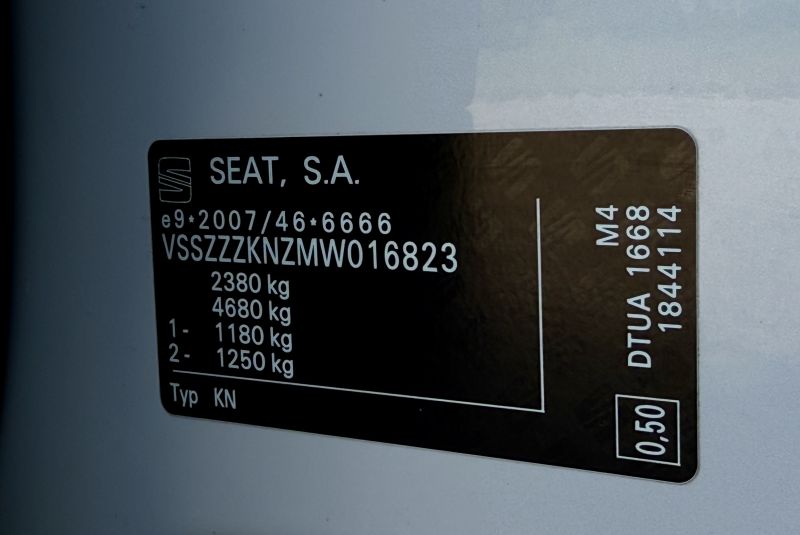 SEAT, S.A.
e9*2007/46*6666
VSSZZZKNZMW016823
2380 kg
4680 kg
1- 1180 kg
2- 1250 kg
Typ KN
M4
DTUA 1668
1844114
0,50